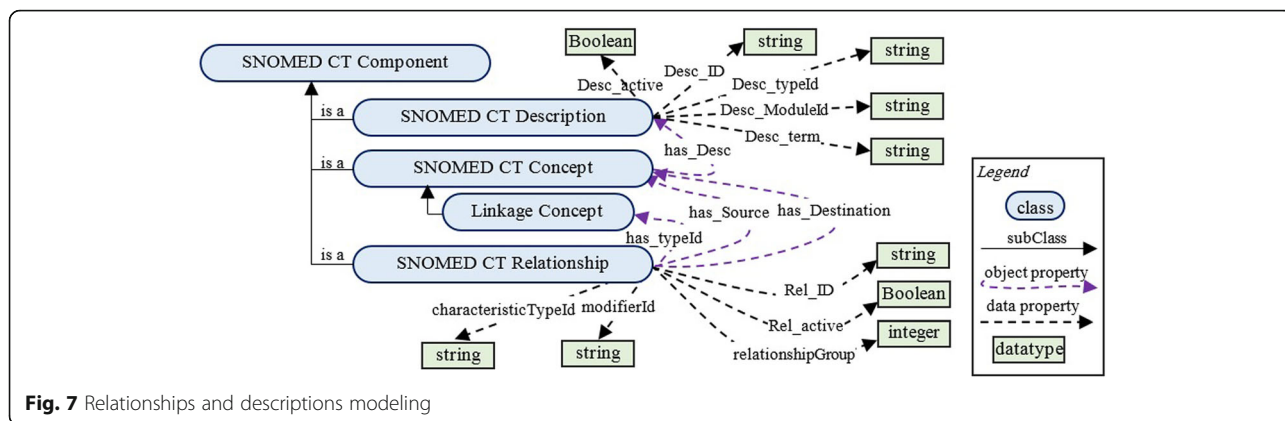 Boolean
string
SNOMED CT Component
string
Desc_ID
Desc_active
Desc_typeId
is a
SNOMED CT Description
Desc_ModuleId
string
Desc_term
has_Desc
string
is a
SNOMED CT Concept
Legend
class
Linkage Concept
has_Source
has_Destination
has_typeId
subClass
is a
SNOMED CT Relationship
string
object property
Rel_ID
Boolean
characteristicTypeId
modifierId
data property
Rel_active
integer
relationshipGroup
string
string
datatype
Fig. 7 Relationships and descriptions modeling